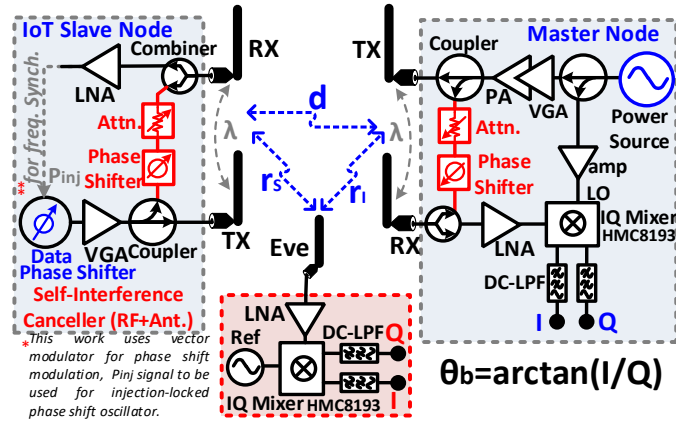 IoT Slave Node
Combiner
RX
LNA
Attn.
Phase
Shifter
** for freq. Synch.
Pinj
λ
Data
Phase Shifter
VGA
Coupler
TX
Self-Interference
Canceller (RF+Ant.)
*This work uses vector
modulator for phase shift
modulation, Pinj signal to be
used for injection-locked
phase shift oscillator.
d
rS
rI
Eve
LNA
Ref
DC-LPF
Q
I
IQ Mixer
HMC8193
TX
Coupler
Master Node
PA
VGA
Power
Source
λ
Attn.
Phase
Shifter
amp
LO
RX
LNA
IQ Mixer
HMC8193
DC-LPF
I
Q
θb=arctan(I/Q)